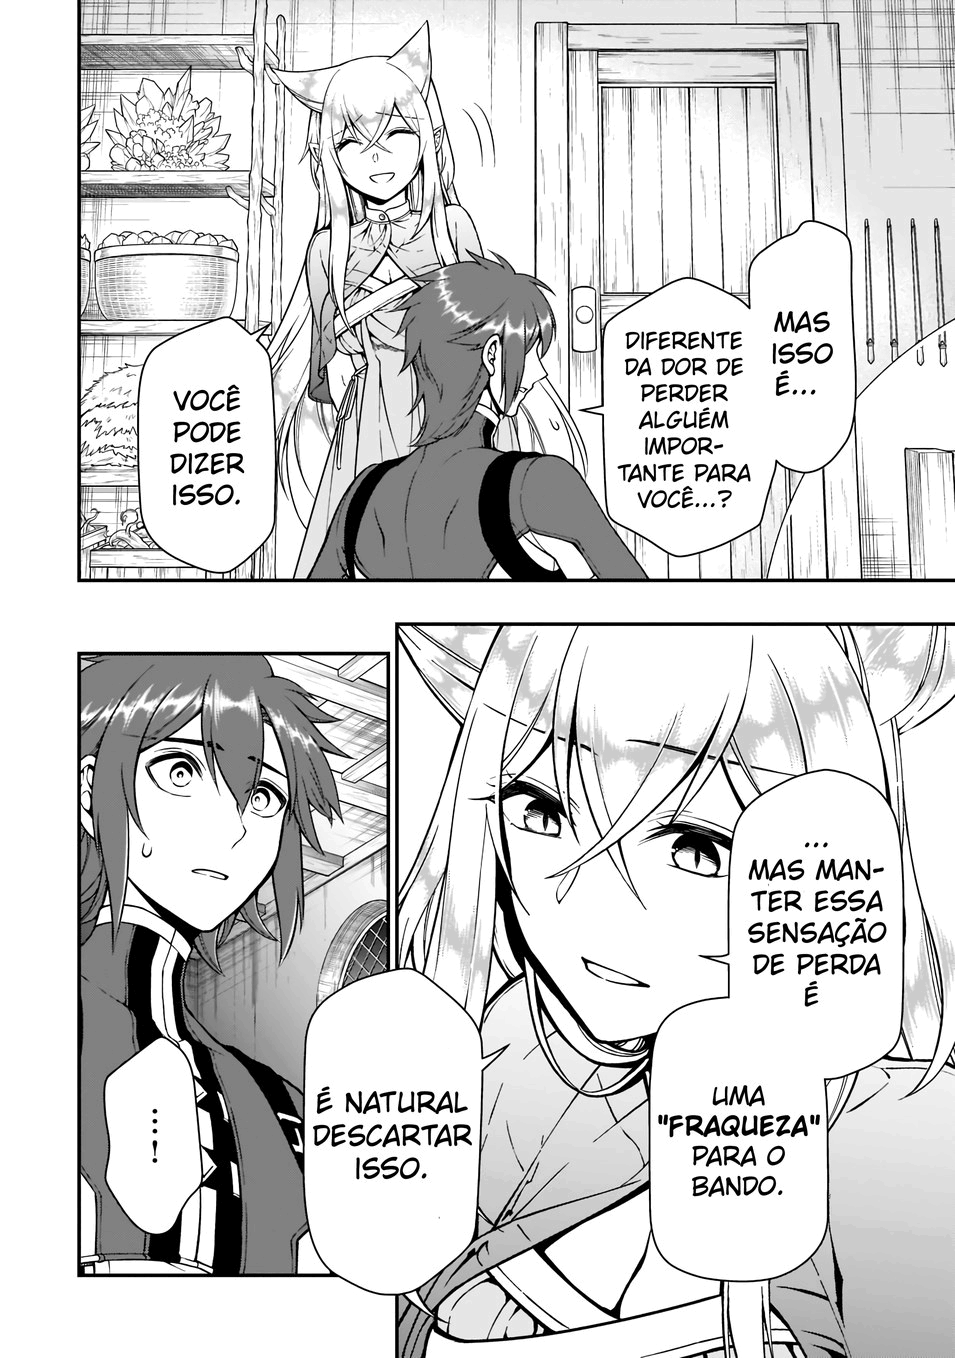 MAS
ISSO
É...
DIFERENTE
DA DOR DE
PERDER
ALGUÉM
IMPOR-
TANTE PARA
VOCÊ...?
VOCÊ
PODE
DIZER
ISSO.
...
MAS MAN-
TER ESSA
SENSAÇÃO
DE PERDA
É
UMA
"FRAQUEZA"
PARA O
BANDO.
É NATURAL
DESCARTAR
ISSO.
...!